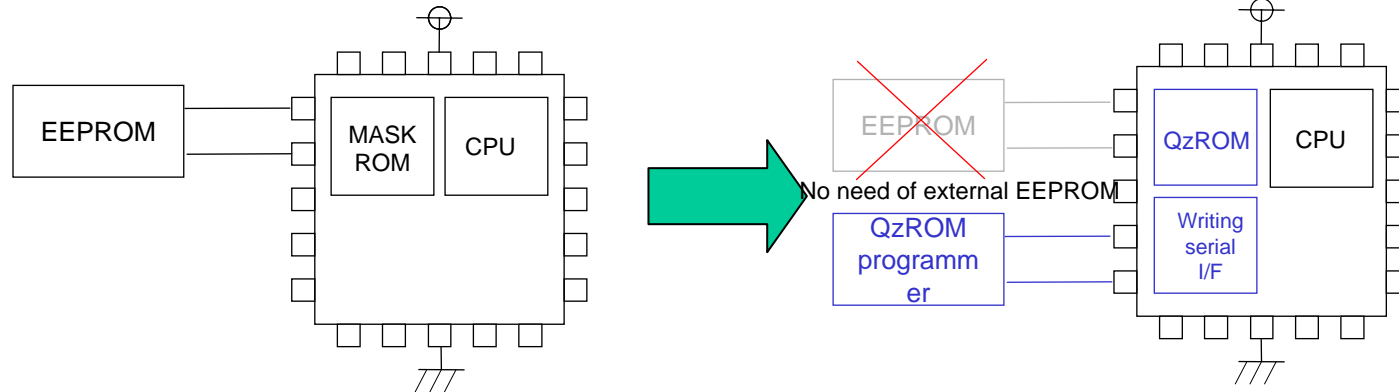 EEPROM
MASK
ROM
CPU
EEPROM
No need of external EEPROM
QzROM
programm
er
QzROM
CPU
Writing
serial
I/F